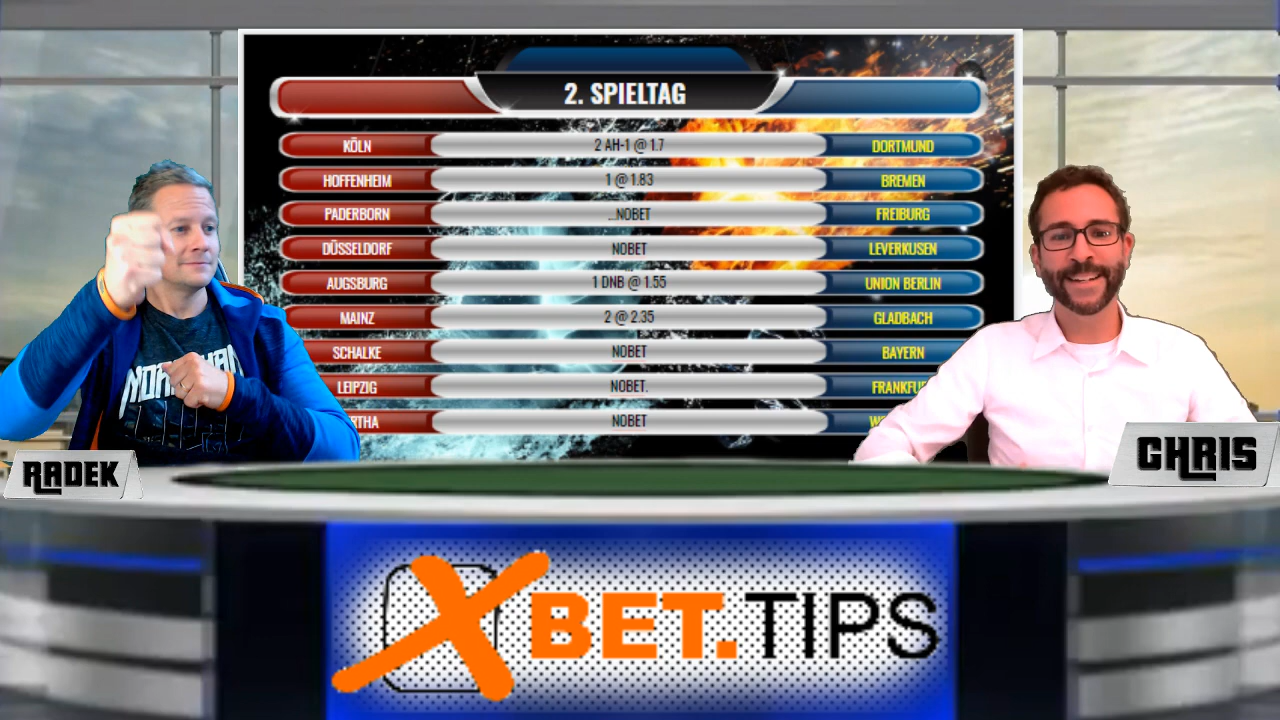 2. SPIELTAG
KÖLN 2 AH-1 @ 1.7 DORTMUND
HOFFENHEIM 1 @ 1.83 BREMEN
PADERBORN ...NOBET FREIBURG
DÜSSELDORF NOBET LEVERKUSEN
AUGSBURG 1 DNB @ 1.55 UNION BERLIN
MAINZ 2 @ 2.35 GLADBACH
SCHALKE NOBET BAYERN
LEIPZIG NOBET.
NOBET
RADEK
CHRIS
XBET.TIPS